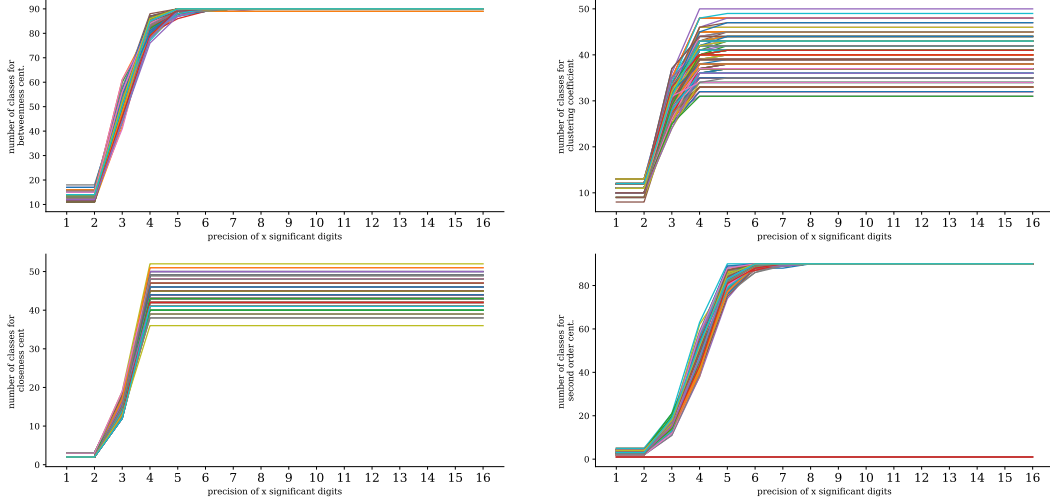 number of classes for
betweenness cent.
90
80
70
60
50
40
30
20
10
1 2 3 4 5 6 7 8 9 10 11 12 13 14 15 16
precision of x significant digits
number of classes for
clustering coefficient
50
40
30
20
10
1 2 3 4 5 6 7 8 9 10 11 12 13 14 15 16
precision of x significant digits
number of classes for
closeness cent
50
40
30
20
10
0
1 2 3 4 5 6 7 8 9 10 11 12 13 14 15 16
precision of x significant digits
number of classes for
second order cent.
80
60
40
20
0
1 2 3 4 5 6 7 8 9 10 11 12 13 14 15 16
precision of x significant digits